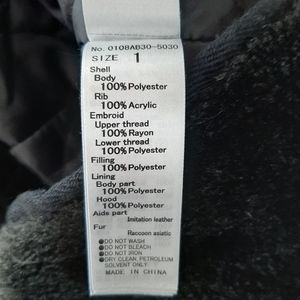 No. 0108AB30-5030
SIZE 1
Shell
Body
100% Polyester
Rib
100% Acrylic
Embroid
Upper thread
100% Rayon
Lower thread
100% Polyester
Filling
100% Polyester
Lining
Body part
100% Polyester
Hood
100% Polyester
Aide part
Imitation leather
Fur
Raccoon asiatic
●DO NOT WASH
●DO NOT BLEACH
●DO NOT IRON
●DRY CLEAN PETROLEUM
SOLVENT ONLY
MADE IN CHINA